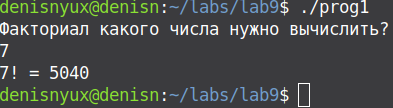 denisnyux@denisn:~/labs/lab9$ ./prog1
Факториал какого числа нужно вычислить?
7
7! = 5040
denisnyux@denisn:~/labs/lab9$